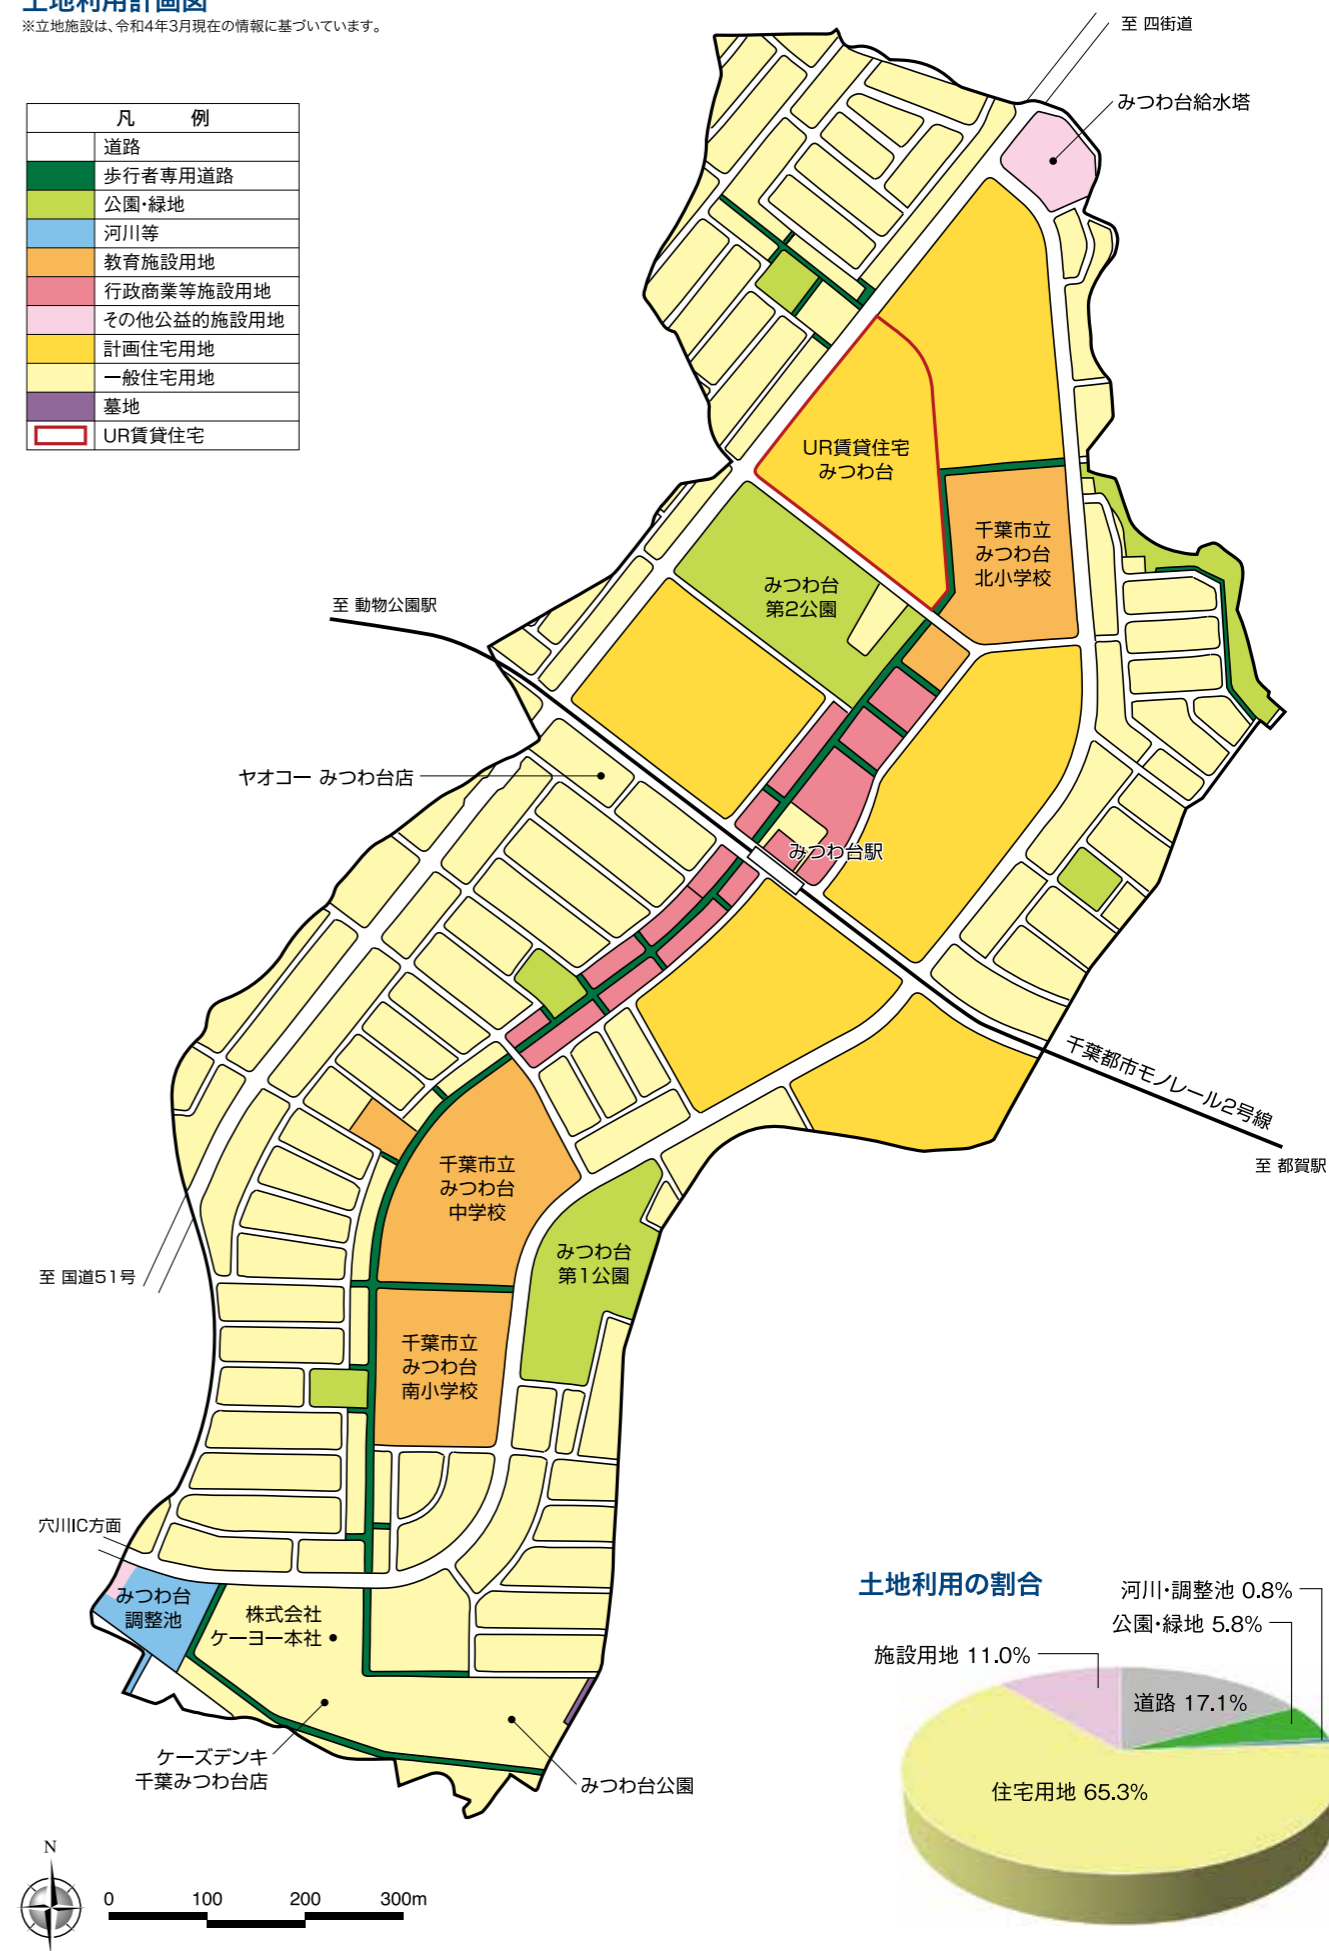 土地利用計画図
※立地施設は、令和4年3月現在の情報に基づいています。
凡 例
道路
歩行者専用道路
公園・緑地
河川等
教育施設用地
行政商業等施設用地
その他公益的施設用地
計画住宅用地
一般住宅用地
墓地
UR賃貸住宅
至 四街道
みつわ台給水塔
UR賃貸住宅
みつわ台
千葉市立
みつわ台
北小学校
みつわ台
第2公園
至 動物公園駅
ヤオコー みつわ台店
みつわ台駅
千葉都市モノレール2号線
至 都賀駅
千葉市立
みつわ台
中学校
みつわ台
第1公園
至 国道51号
千葉市立
みつわ台
南小学校
穴川IC方面
みつわ台
調整池
株式会社
ケーヨー本社
ケーズデンキ
千葉みつわ台店
みつわ台公園
土地利用の割合
河川・調整池 0.8%
公園・緑地 5.8%
施設用地 11.0%
道路 17.1%
住宅用地 65.3%
N
0 100 200 300m